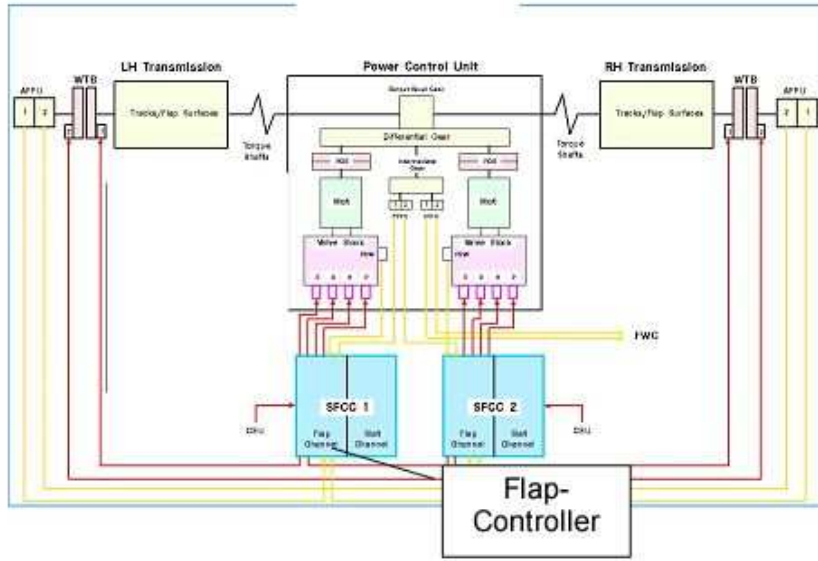 LH Transmission
Power Control Unit
RH Transmission
WTB
WTB
APPU
APPU
1 2
2 1
Tracks/Flap Surfaces
Tracks/Flap Surfaces
Differential Gear
Torque
Shafts
Torque
Shafts
Intermediate
Gear
POB
POB
Valve Block
Valve Block
FWC
SFCC 1
SFCC 2
Flap
Channel
Slat
Channel
Flap
Channel
Slat
Channel
Flap-
Controller